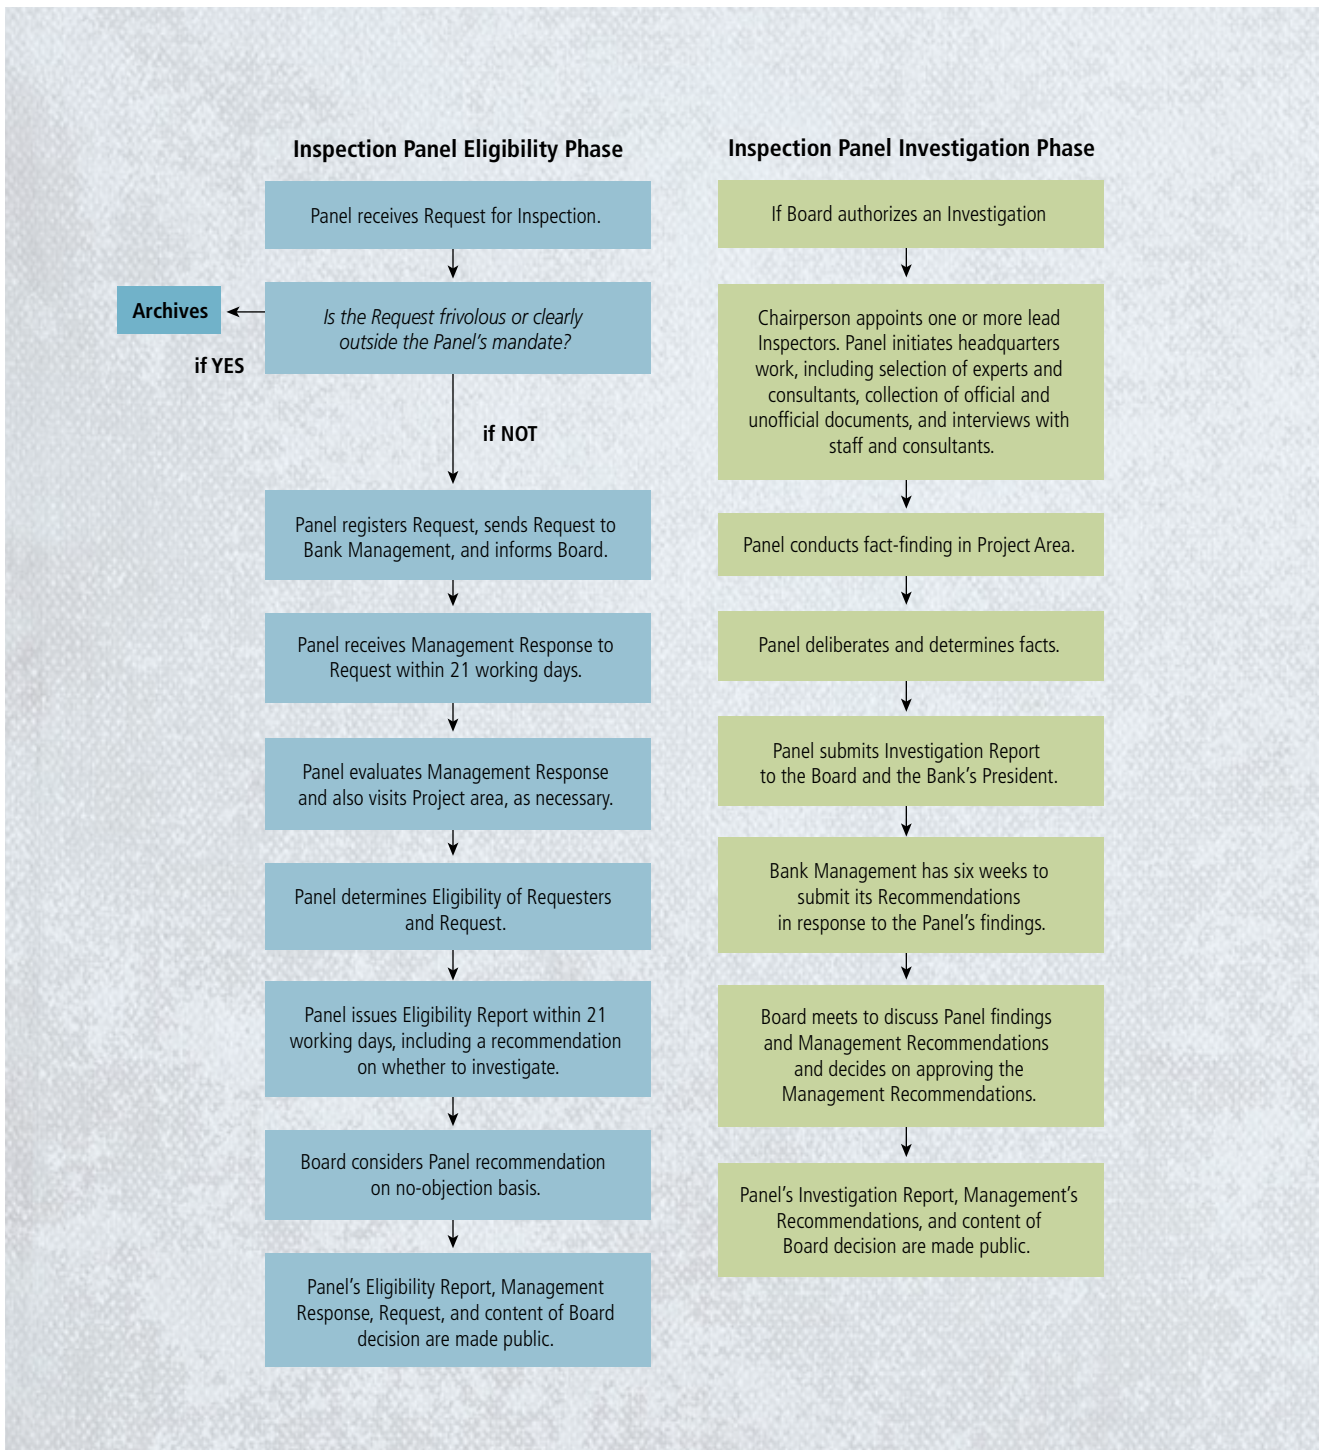 Inspection Panel Eligibility Phase
Panel receives Request for Inspection.
Is the Request frivolous or clearly
outside the Panel's mandate?
Archives
if YES
if NOT
Panel registers Request, sends Request to
Bank Management, and informs Board.
Panel receives Management Response to
Request within 21 working days.
Panel evaluates Management Response
and also visits Project area, as necessary.
Panel determines Eligibility of Requesters
and Request.
Panel issues Eligibility Report within 21
working days, including a recommendation
on whether to investigate.
Board considers Panel recommendation
on no-objection basis.
Panel's Eligibility Report, Management
Response, Request, and content of Board
decision are made public.
Inspection Panel Investigation Phase
If Board authorizes an Investigation
Chairperson appoints one or more lead
Inspectors. Panel initiates headquarters
work, including selection of experts and
consultants, collection of official and
unofficial documents, and interviews with
staff and consultants.
Panel conducts fact-finding in Project Area.
Panel deliberates and determines facts.
Panel submits Investigation Report
to the Board and the Bank's President.
Bank Management has six weeks to
submit its Recommendations
in response to the Panel's findings.
Board meets to discuss Panel findings
and Management Recommendations
and decides on approving the
Management Recommendations.
Panel's Investigation Report, Management's
Recommendations, and content of
Board decision are made public.